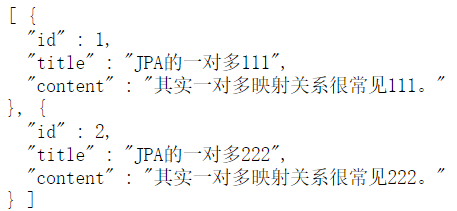 [ {
  "id" : 1,
  "title" : "JPA的一对多111",
  "content" : "其实一对多映射关系很常见111。"
}, {
  "id" : 2,
  "title" : "JPA的一对多222",
  "content" : "其实一对多映射关系很常见222。"
} ]